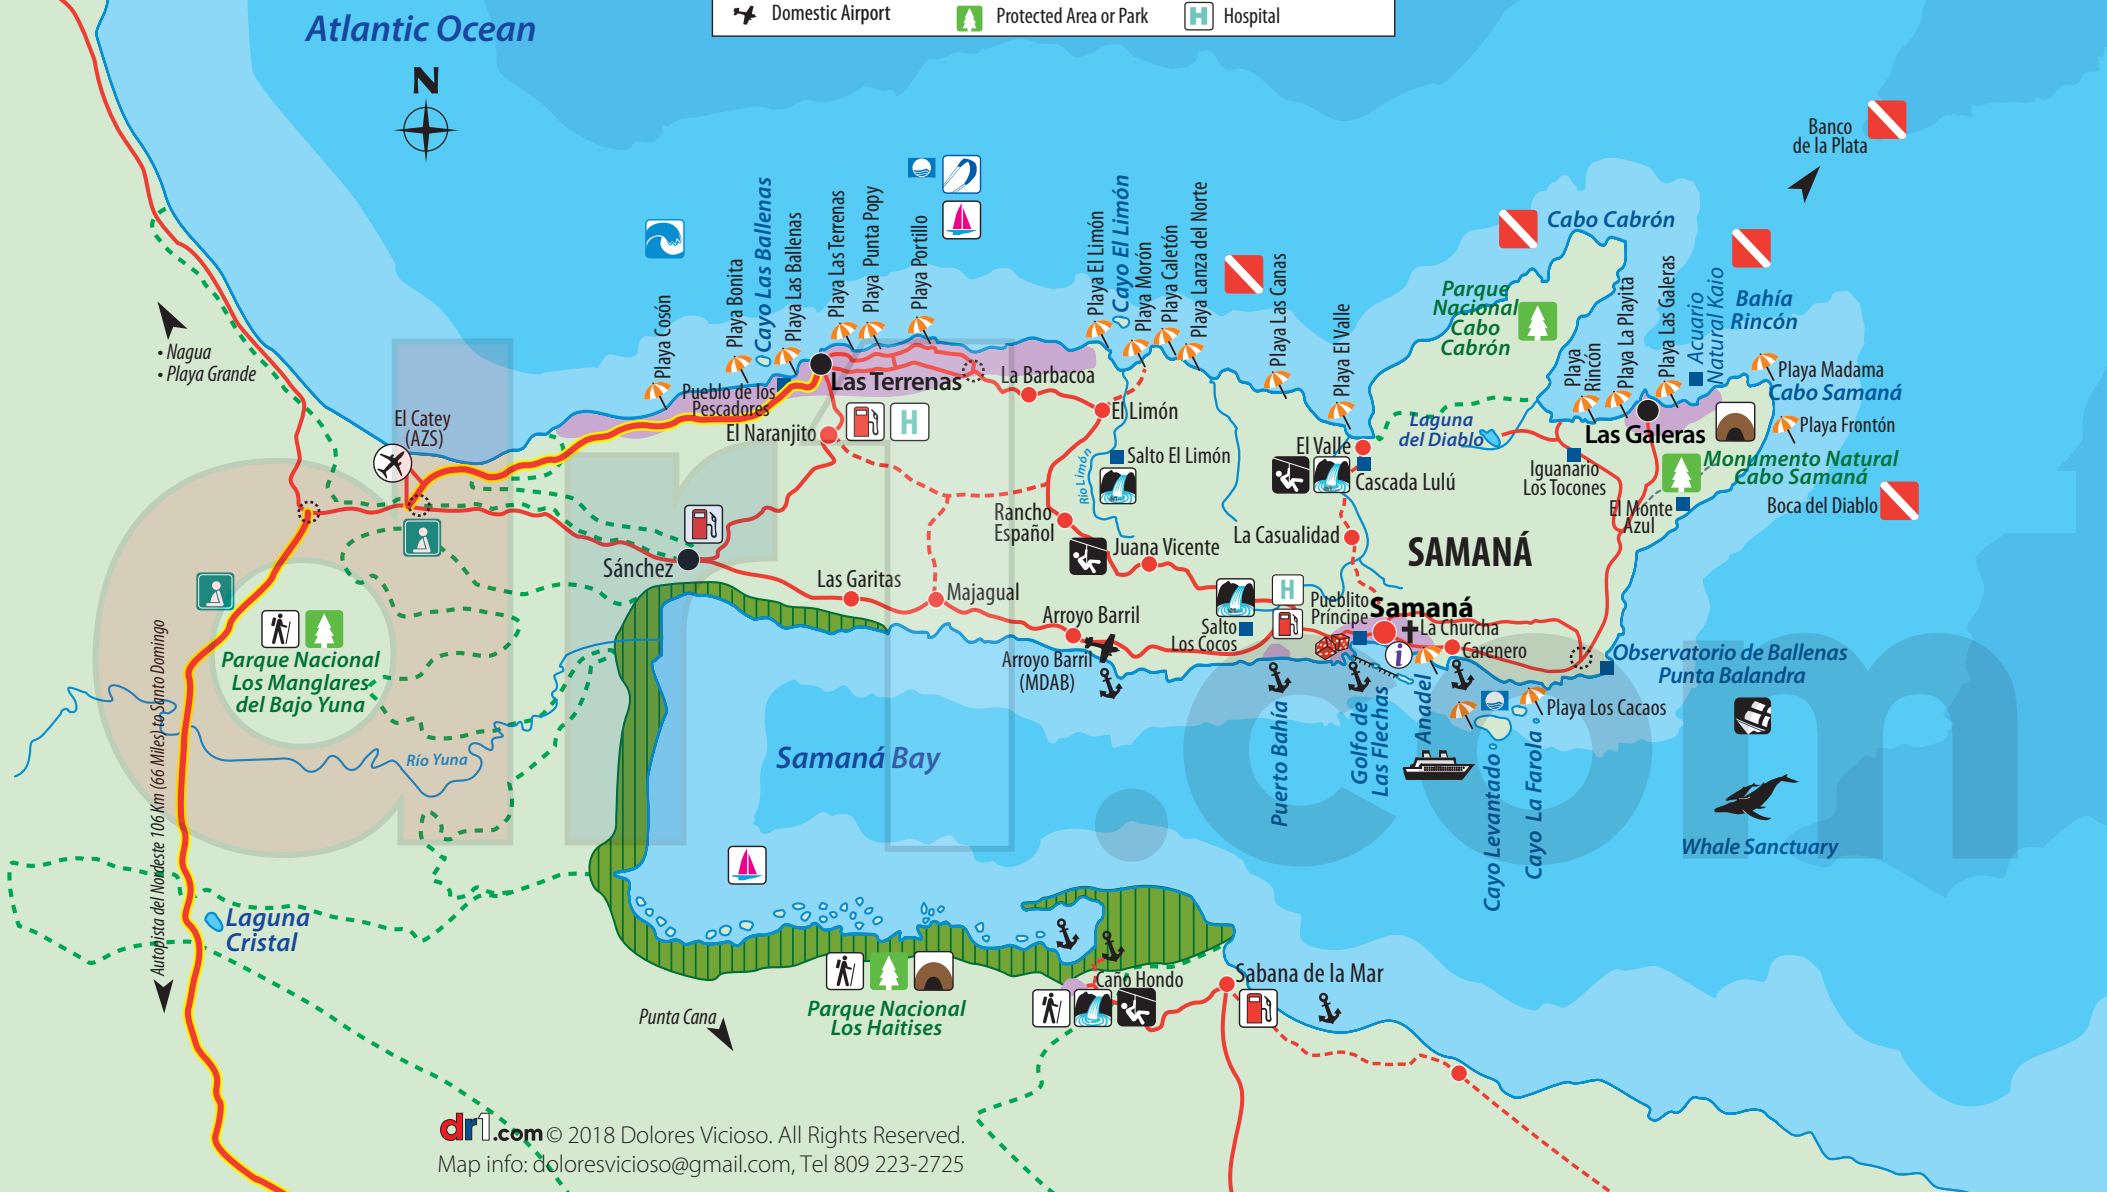 Atlantic Ocean
Domestic Airport
Protected Area or Park
H
Hospital
N
Banco
de la Plata
• Nagua
• Playa Grande
El Catey
(AZS)
Playa Cosón
Playa Bonita
Cayo Las Ballenas
Playa Las Ballenas
Playa Las Terrenas
Playa Punta Popy
Playa Portillo
Playa El Limón
Cayo El Limón
Playa Morón
Playa Caletón
Playa Lanza del Norte
Playa Las Canas
Playa El Valle
Cabo Cabrón
Parque
Nacional
Cabo
Cabrón
Playa
Rincón
Playa La Playita
Playa Las Galeras
Acuario
Natural Kaio
Bahía
Rincón
Playa Madama
Cabo Samaná
Playa Frontón
Pueblo de los
Pescadores
Las Terrenas
La Barbacoa
El Naranjito
H
El Limón
Salto El Limón
Río Limón
El Valle
Cascada Lulú
Laguna
del Diablo
Las Galeras
Iguanario
Los Tocones
Monumento Natural
Cabo Samaná
El Monte
Azul
Boca del Diablo
Sánchez
Rancho
Español
Juana Vicente
La Casualidad
SAMANÁ
Las Garitas
Majagual
Arroyo Barril
Arroyo Barril
(MDAB)
Salto
Los Cocos
H
Pueblito
Príncipe
Samaná
La Churcha
i
Carenero
Observatorio de Ballenas
Punta Balandra
Playa Los Cacaos
Puerto Bahía
Golfo de
Las Flechas
Anadel
Cayo Levantado
Cayo La Farola
Whale Sanctuary
Parque Nacional
Los Manglares
del Bajo Yuna
Río Yuna
Samaná Bay
Autopista del Nordeste 106 Km (66 Miles) to Santo Domingo
Laguna
Cristal
Punta Cana
Parque Nacional
Los Haitises
Caño Hondo
Sabana de la Mar
dr1.com
dr1.com © 2018 Dolores Vicioso. All Rights Reserved.
Map info: doloresvicioso@gmail.com, Tel 809 223-2725